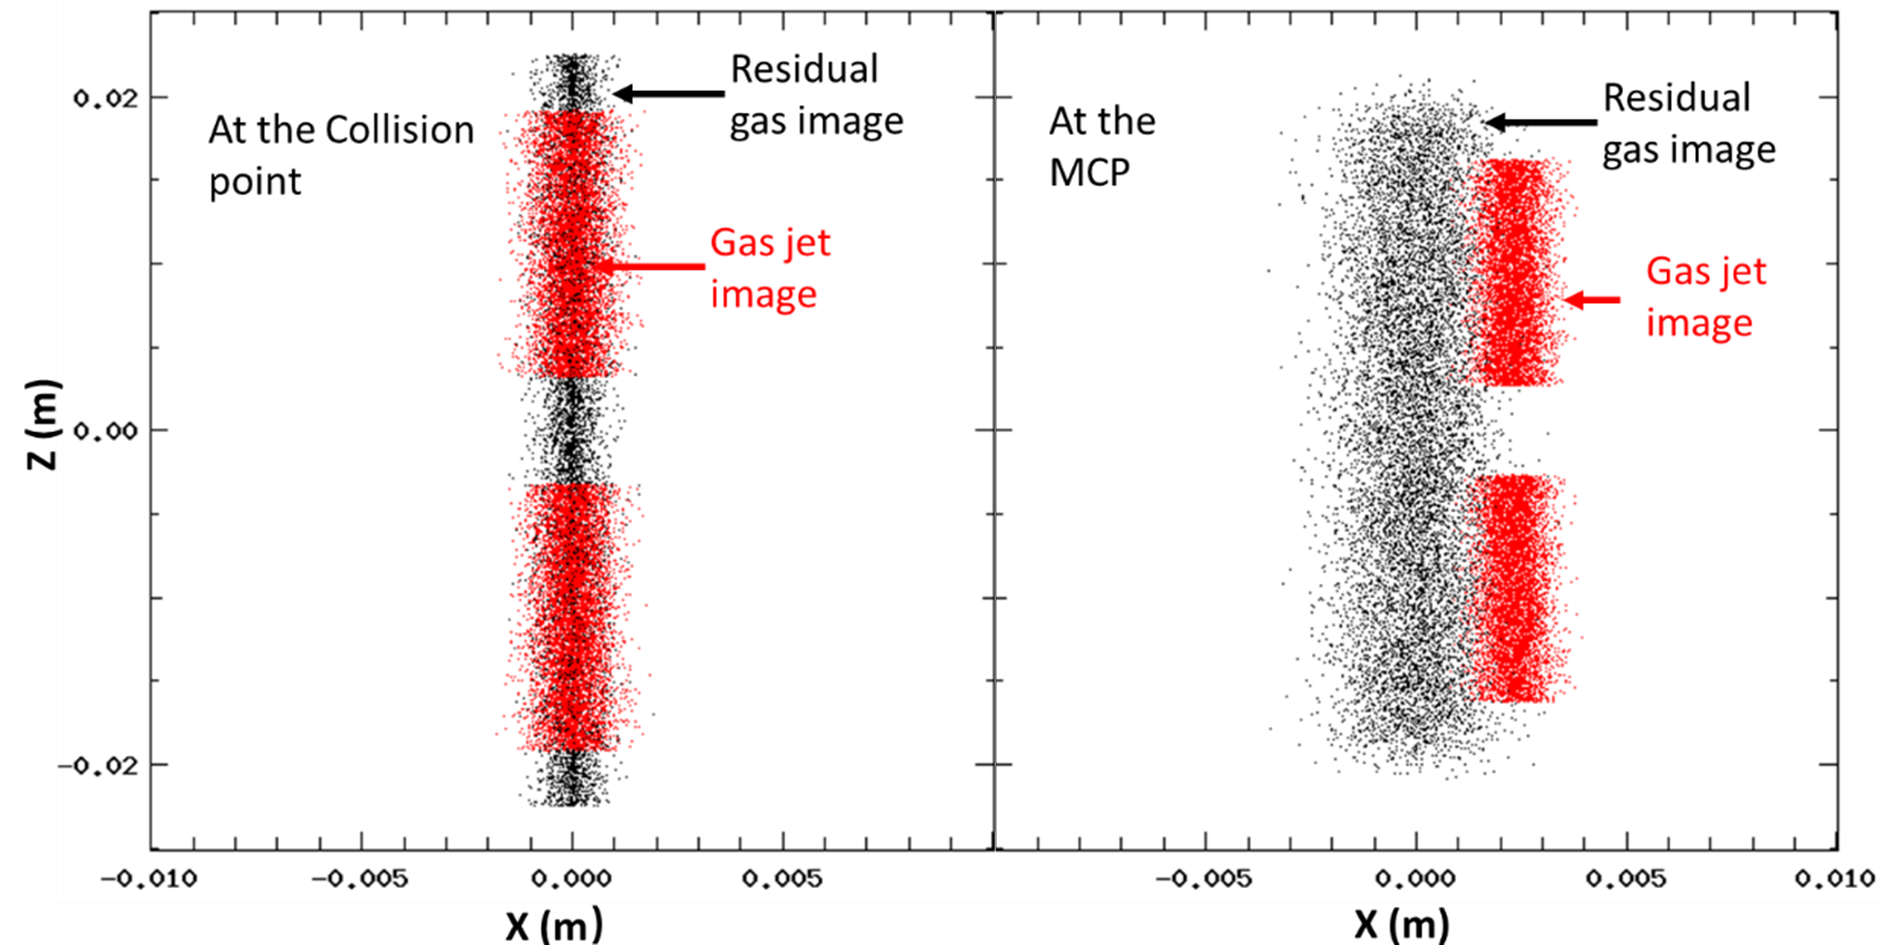 At the Collision
point
Residual
gas image
Gas jet
image
Z (m)
0.02
0.00
−0.02
−0.010
−0.005
0.000
0.005
X (m)
At the
MCP
Residual
gas image
Gas jet
image
−0.005
0.000
0.005
0.010
X (m)